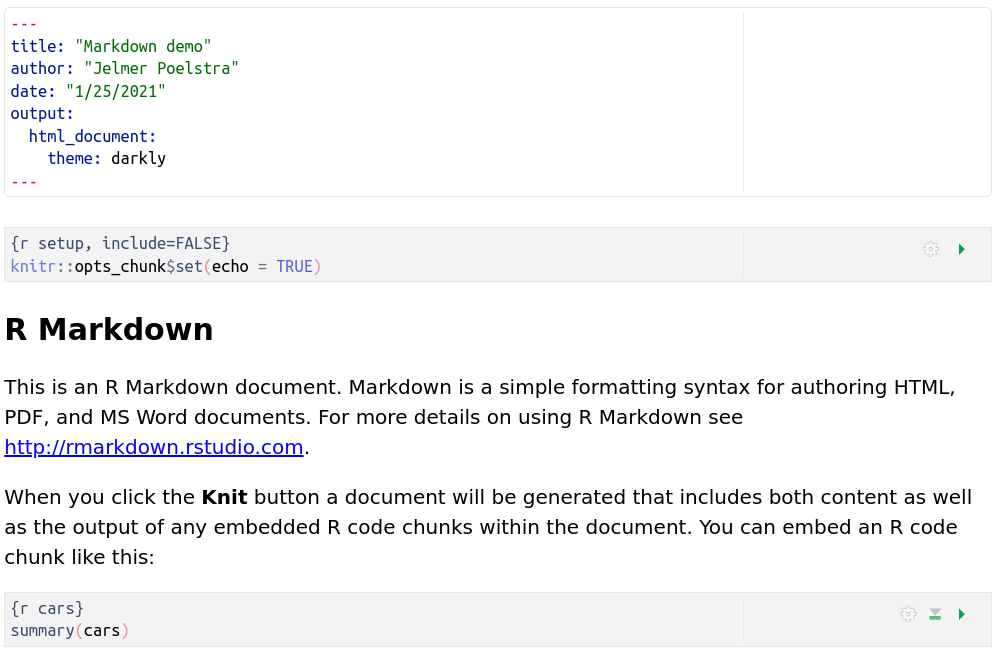 ---
title: "Markdown demo"
author: "Jelmer Poelstra"
date: "1/25/2021"
output:
  html_document:
    theme: darkly
---
{r setup, include=FALSE}
knitr::opts_chunk$set(echo = TRUE)
R Markdown
This is an R Markdown document. Markdown is a simple formatting syntax for authoring HTML,
PDF, and MS Word documents. For more details on using R Markdown see
http://rmarkdown.rstudio.com.
When you click the Knit button a document will be generated that includes both content as well
as the output of any embedded R code chunks within the document. You can embed an R code
chunk like this:
{r cars}
summary(cars)